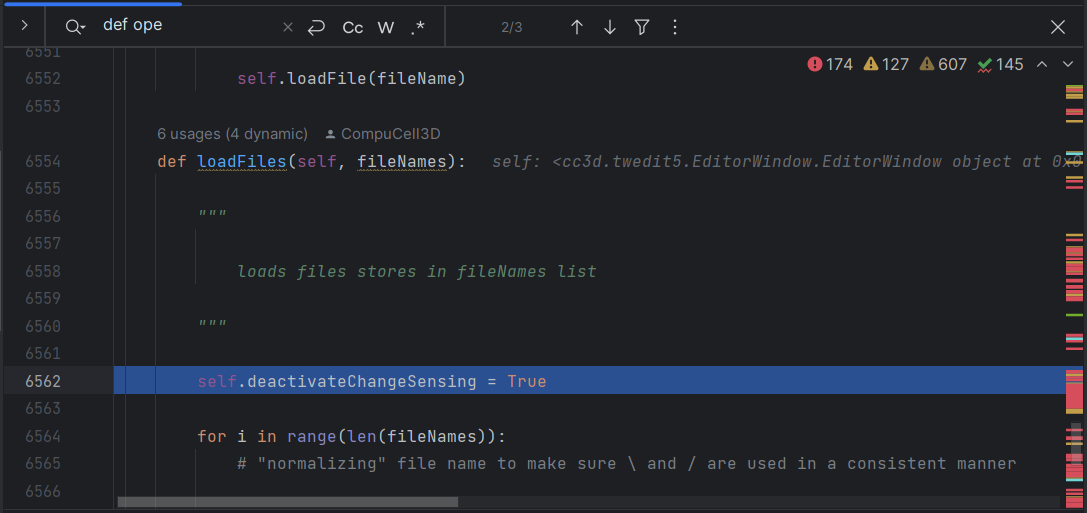 def ope
Cc W .*
2/3
6551
174 127 607 145
6552 self.loadFile(fileName)
6553
6 usages (4 dynamic) CompuCell3D
6554 def loadFiles(self, fileNames): self: <cc3d.twedit5.EditorWindow.EditorWindow object at 0x0
6555
6556 """
6557
6558 loads files stores in fileNames list
6559
6560 """
6561
6562 self.deactivateChangeSensing = True
6563
6564 for i in range(len(fileNames)):
6565 # "normalizing" file name to make sure \ and / are used in a consistent manner
6566